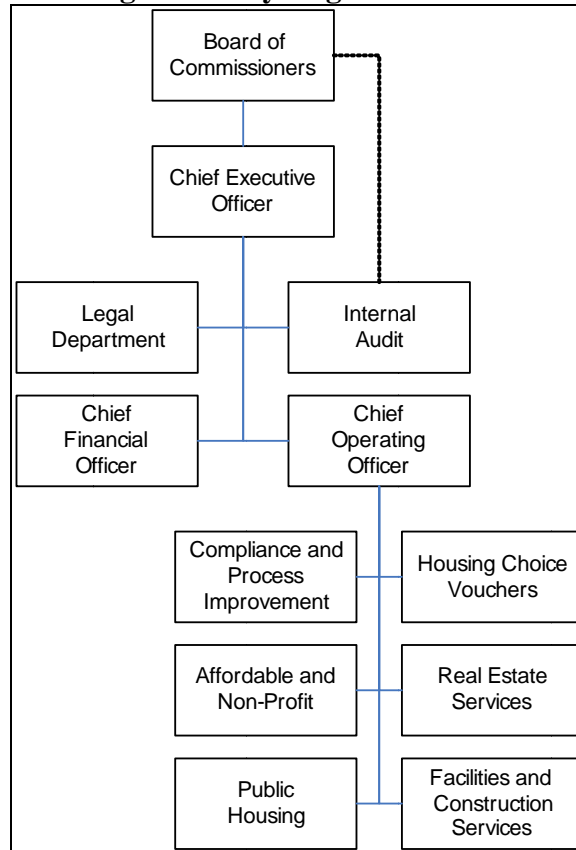 Board of
Commissioners
Chief Executive
Officer
Legal
Department
Internal
Audit
Chief
Financial
Officer
Chief
Operating
Officer
Compliance and
Process
Improvement
Housing Choice
Vouchers
Affordable and
Non-Profit
Real Estate
Services
Public
Housing
Facilities and
Construction
Services